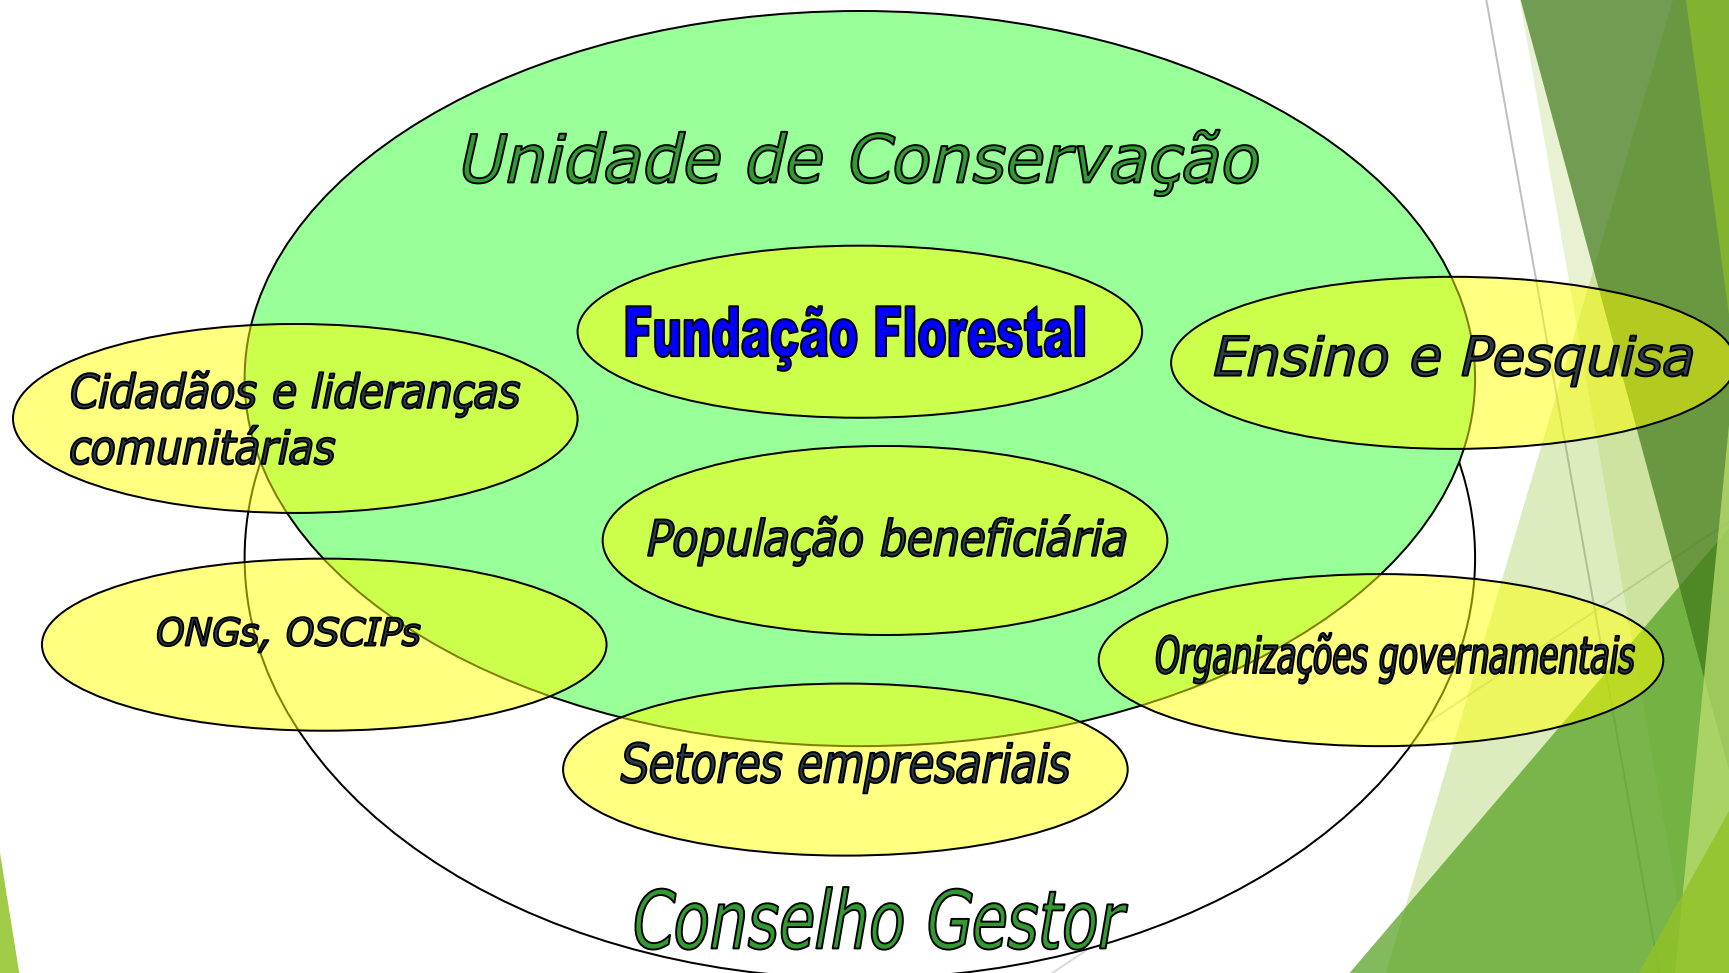 Unidade de Conservação
Fundação Florestal
Ensino e Pesquisa
Cidadãos e lideranças
comunitárias
População beneficiária
ONGs, OSCIPs
Organizações governamentais
Setores empresariais
Conselho Gestor